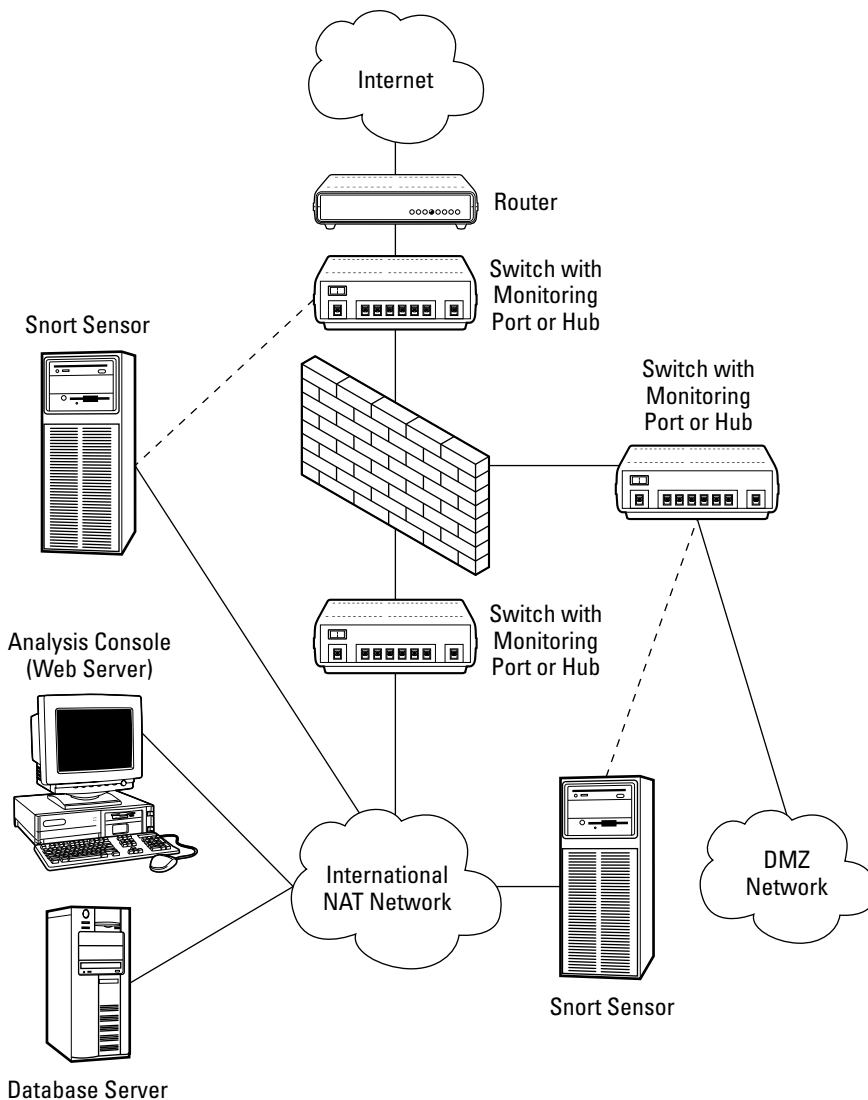 Internet
Router
Switch with
Monitoring
Port or Hub
Snort Sensor
Switch with
Monitoring
Port or Hub
Switch with
Monitoring
Port or Hub
Analysis Console
(Web Server)
International
NAT Network
DMZ
Network
Snort Sensor
Database Server